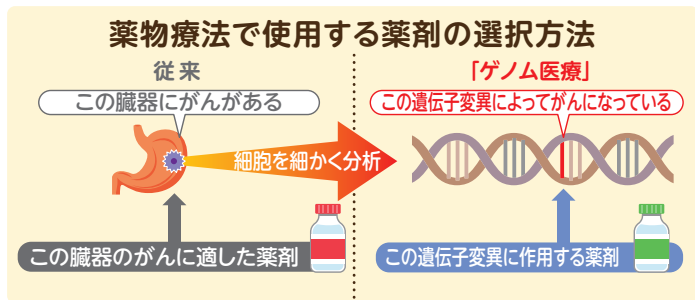 薬物療法で使用する薬剤の選択方法
従来
「ゲノム医療」
この臓器にがんがある
この遺伝子変異によってがんになっている
細胞を細かく分析
この臓器のがんに適した薬剤
この遺伝子変異に作用する薬剤